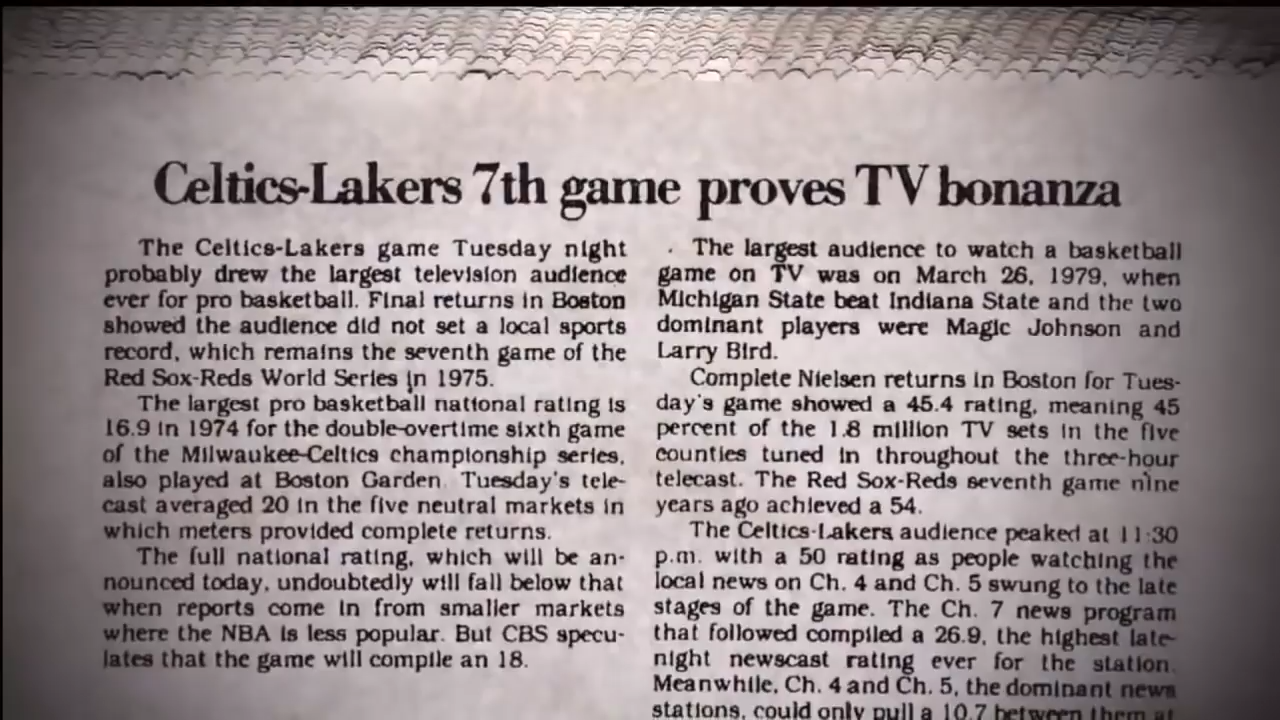 Celtics-Lakers 7th game proves TV bonanza
The Celtics-Lakers game Tuesday night
probably drew the largest television audience
ever for pro basketball. Final returns in Boston
showed the audience did not set a local sports
record, which remains the seventh game of the
Red Sox-Reds World Series in 1975.
The largest pro basketball national rating is
16.9 in 1974 for the double-overtime sixth game
of the Milwaukee-Celtics championship series,
also played at Boston Garden. Tuesday's tele-
cast averaged 20 in the five neutral markets in
which meters provided complete returns.
The full national rating, which will be an-
nounced today, undoubtedly will fall below that
when reports come in from smaller markets
where the NBA is less popular. But CBS specu-
lates that the game will compile an 18.
The largest audience to watch a basketball
game on TV was on March 26, 1979, when
Michigan State beat Indiana State and the two
dominant players were Magic Johnson and
Larry Bird.
Complete Nielsen returns in Boston for Tues-
day's game showed a 45.4 rating, meaning 45
percent of the 1.8 million TV sets in the five
counties tuned in throughout the three-hour
telecast. The Red Sox-Reds seventh game nine
years ago achieved a 54.
The Celtics-Lakers audience peaked at 11:30
p.m. with a 50 rating as people watching the
local news on Ch. 4 and Ch. 5 swung to the late
stages of the game. The Ch. 7 news program
that followed compiled a 26.9, the highest late-
night newscast rating ever for the station.
Meanwhile, Ch. 4 and Ch. 5, the dominant news
stations, could only pull a 10.7 between them at